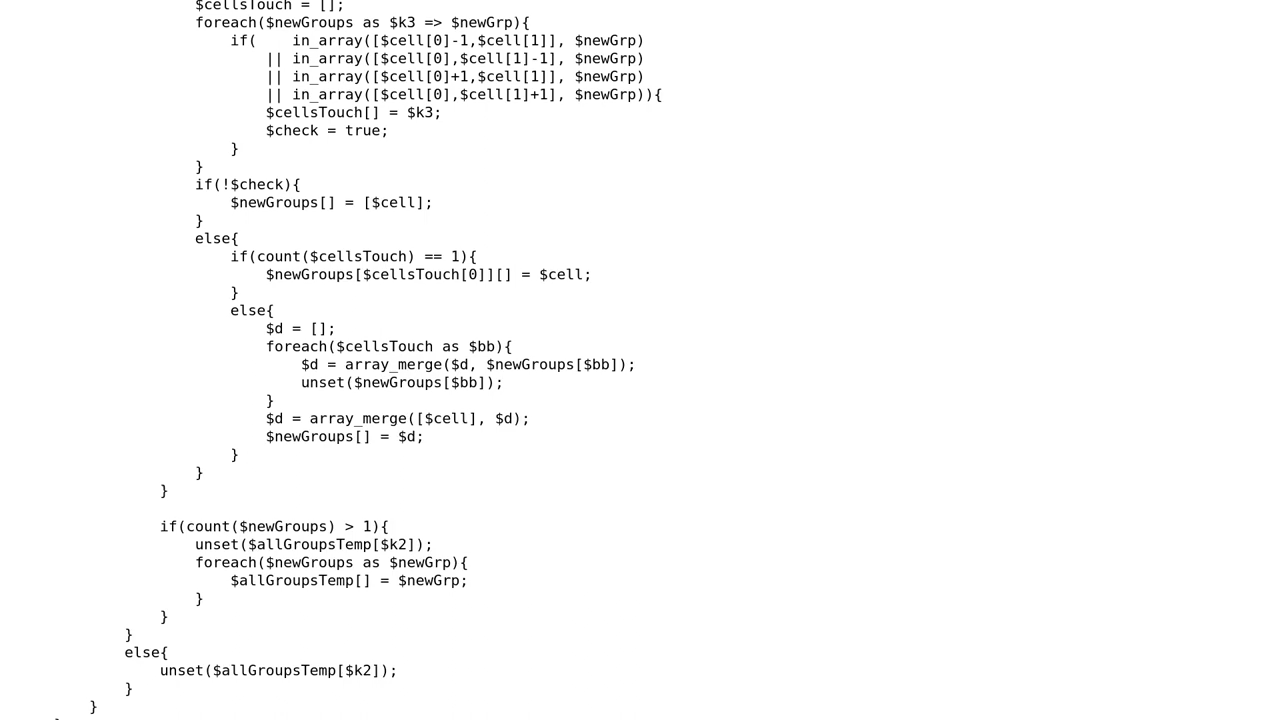 $cellsTouch = [];
foreach($newGroups as $k3 => $newGrp){
if(    in_array([$cell[0]-1,$cell[1]], $newGrp)
|| in_array([$cell[0],$cell[1]-1], $newGrp)
|| in_array([$cell[0]+1,$cell[1]], $newGrp)
|| in_array([$cell[0],$cell[1]+1], $newGrp)){
$cellsTouch[] = $k3;
$check = true;
}
}
if(!$check){
$newGroups[] = [$cell];
}
else{
if(count($cellsTouch) == 1){
$newGroups[$cellsTouch[0]][] = $cell;
}
else{
$d = [];
foreach($cellsTouch as $bb){
$d = array_merge($d, $newGroups[$bb]);
unset($newGroups[$bb]);
}
$d = array_merge([$cell], $d);
$newGroups[] = $d;
}
}
}
if(count($newGroups) > 1){
unset($allGroupsTemp[$k2]);
foreach($newGroups as $newGrp){
$allGroupsTemp[] = $newGrp;
}
}
}
else{
unset($allGroupsTemp[$k2]);
}
}